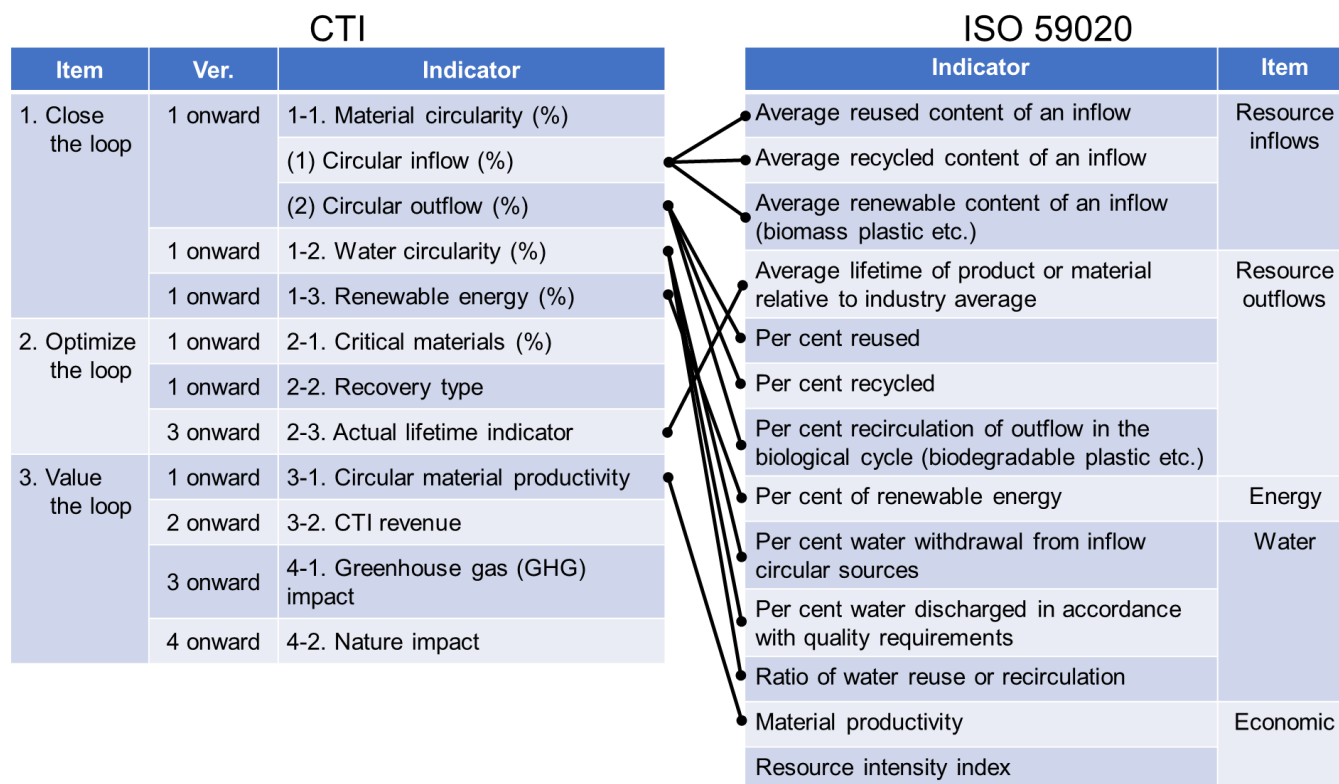 CTI
Item
Ver.
Indicator
1. Close
the loop
1 onward
1-1. Material circularity (%)
(1) Circular inflow (%)
(2) Circular outflow (%)
1 onward
1-2. Water circularity (%)
1 onward
1-3. Renewable energy (%)
2. Optimize
the loop
1 onward
2-1. Critical materials (%)
1 onward
2-2. Recovery type
3 onward
2-3. Actual lifetime indicator
3. Value
the loop
1 onward
3-1. Circular material productivity
2 onward
3-2. CTI revenue
3 onward
4-1. Greenhouse gas (GHG)
impact
4 onward
4-2. Nature impact
ISO 59020
Indicator
Item
Average reused content of an inflow
Resource
inflows
Average recycled content of an inflow
Average renewable content of an inflow
(biomass plastic etc.)
Average lifetime of product or material
relative to industry average
Resource
outflows
Per cent reused
Per cent recycled
Per cent recirculation of outflow in the
biological cycle (biodegradable plastic etc.)
Per cent of renewable energy
Energy
Per cent water withdrawal from inflow
circular sources
Water
Per cent water discharged in accordance
with quality requirements
Ratio of water reuse or recirculation
Material productivity
Economic
Resource intensity index